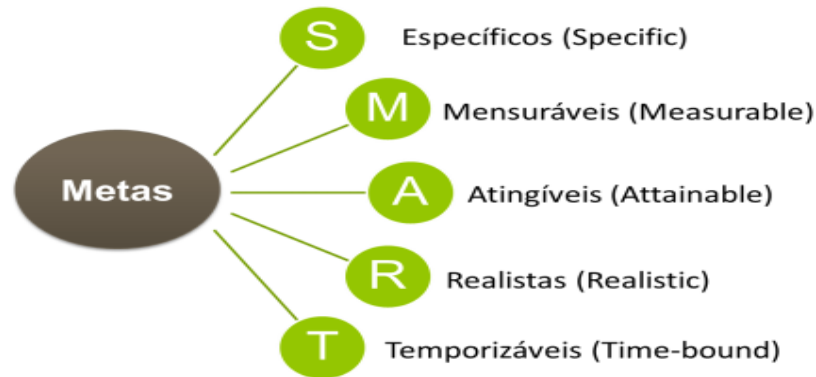 S Específicos (Specific)
M Mensuráveis (Measurable)
Metas
A Atingíveis (Attainable)
R Realistas (Realistic)
T Temporizáveis (Time-bound)